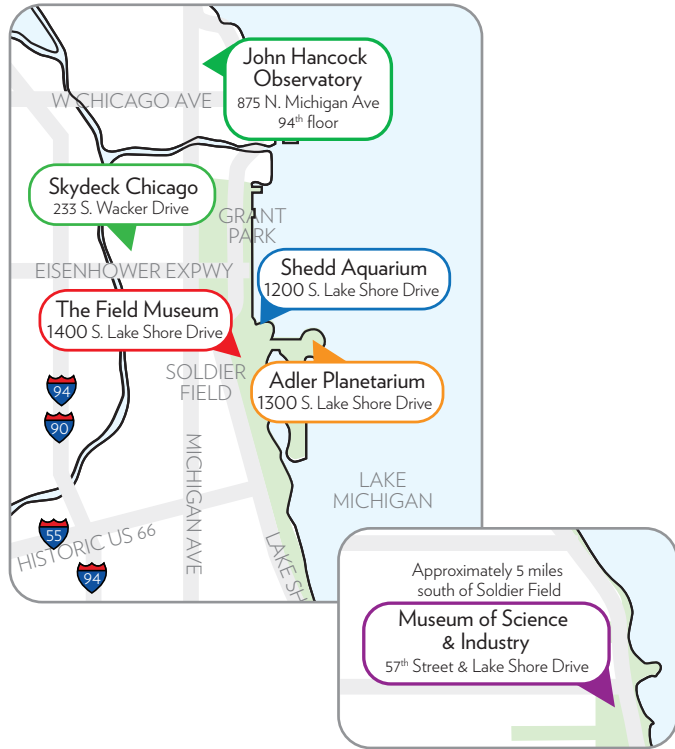 John Hancock
Observatory
875 N. Michigan Ave
94th floor
W CHICAGO AVE
Skydeck Chicago
233 S. Wacker Drive
GRANT
PARK
EISENHOWER EXPWY
Shedd Aquarium
1200 S. Lake Shore Drive
The Field Museum
1400 S. Lake Shore Drive
SOLDIER
FIELD
Adler Planetarium
1300 S. Lake Shore Drive
94
90
MICHIGAN AVE
LAKE
MICHIGAN
55
HISTORIC US 66
94
LAKE SH
Approximately 5 miles
south of Soldier Field
Museum of Science
& Industry
57th Street & Lake Shore Drive